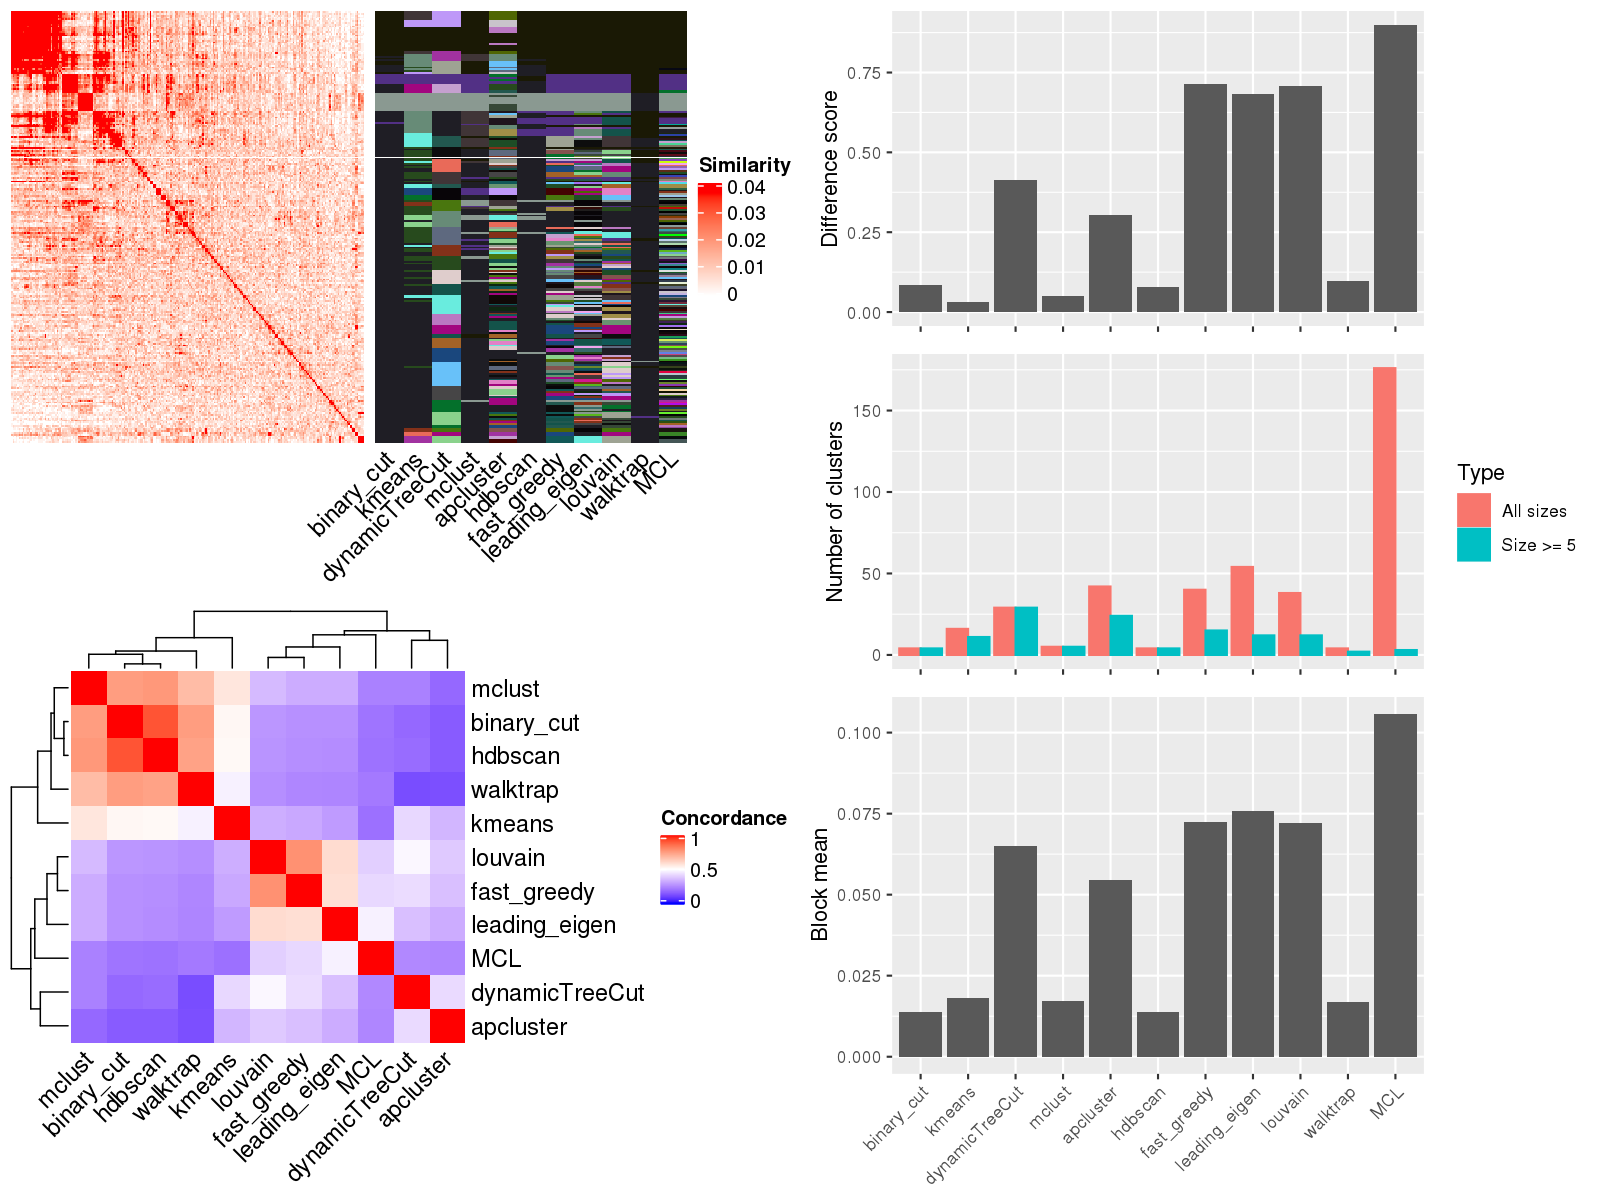 Similarity
0.04
0.03
0.02
0.01
0
binary_cut
kmeans
dynamicTreeCut
mclust
apcluster
hdbscan
fast_greedy
leading_eigen
louvain
walktrap
MCL
mclust
binary_cut
hdbscan
walktrap
kmeans
louvain
fast_greedy
leading_eigen
MCL
dynamicTreeCut
apcluster
Concordance
1
0.5
0
mclust
binary_cut
hdbscan
walktrap
kmeans
louvain
fast_greedy
leading_eigen
MCL
dynamicTreeCut
apcluster
Difference score
0.75
0.50
0.25
0.00
Number of clusters
150
100
50
0
Type
All sizes
Size >= 5
Block mean
0.100
0.075
0.050
0.025
0.000
binary_cut
kmeans
dynamicTreeCut
mclust
apcluster
hdbscan
fast_greedy
leading_eigen
louvain
walktrap
MCL